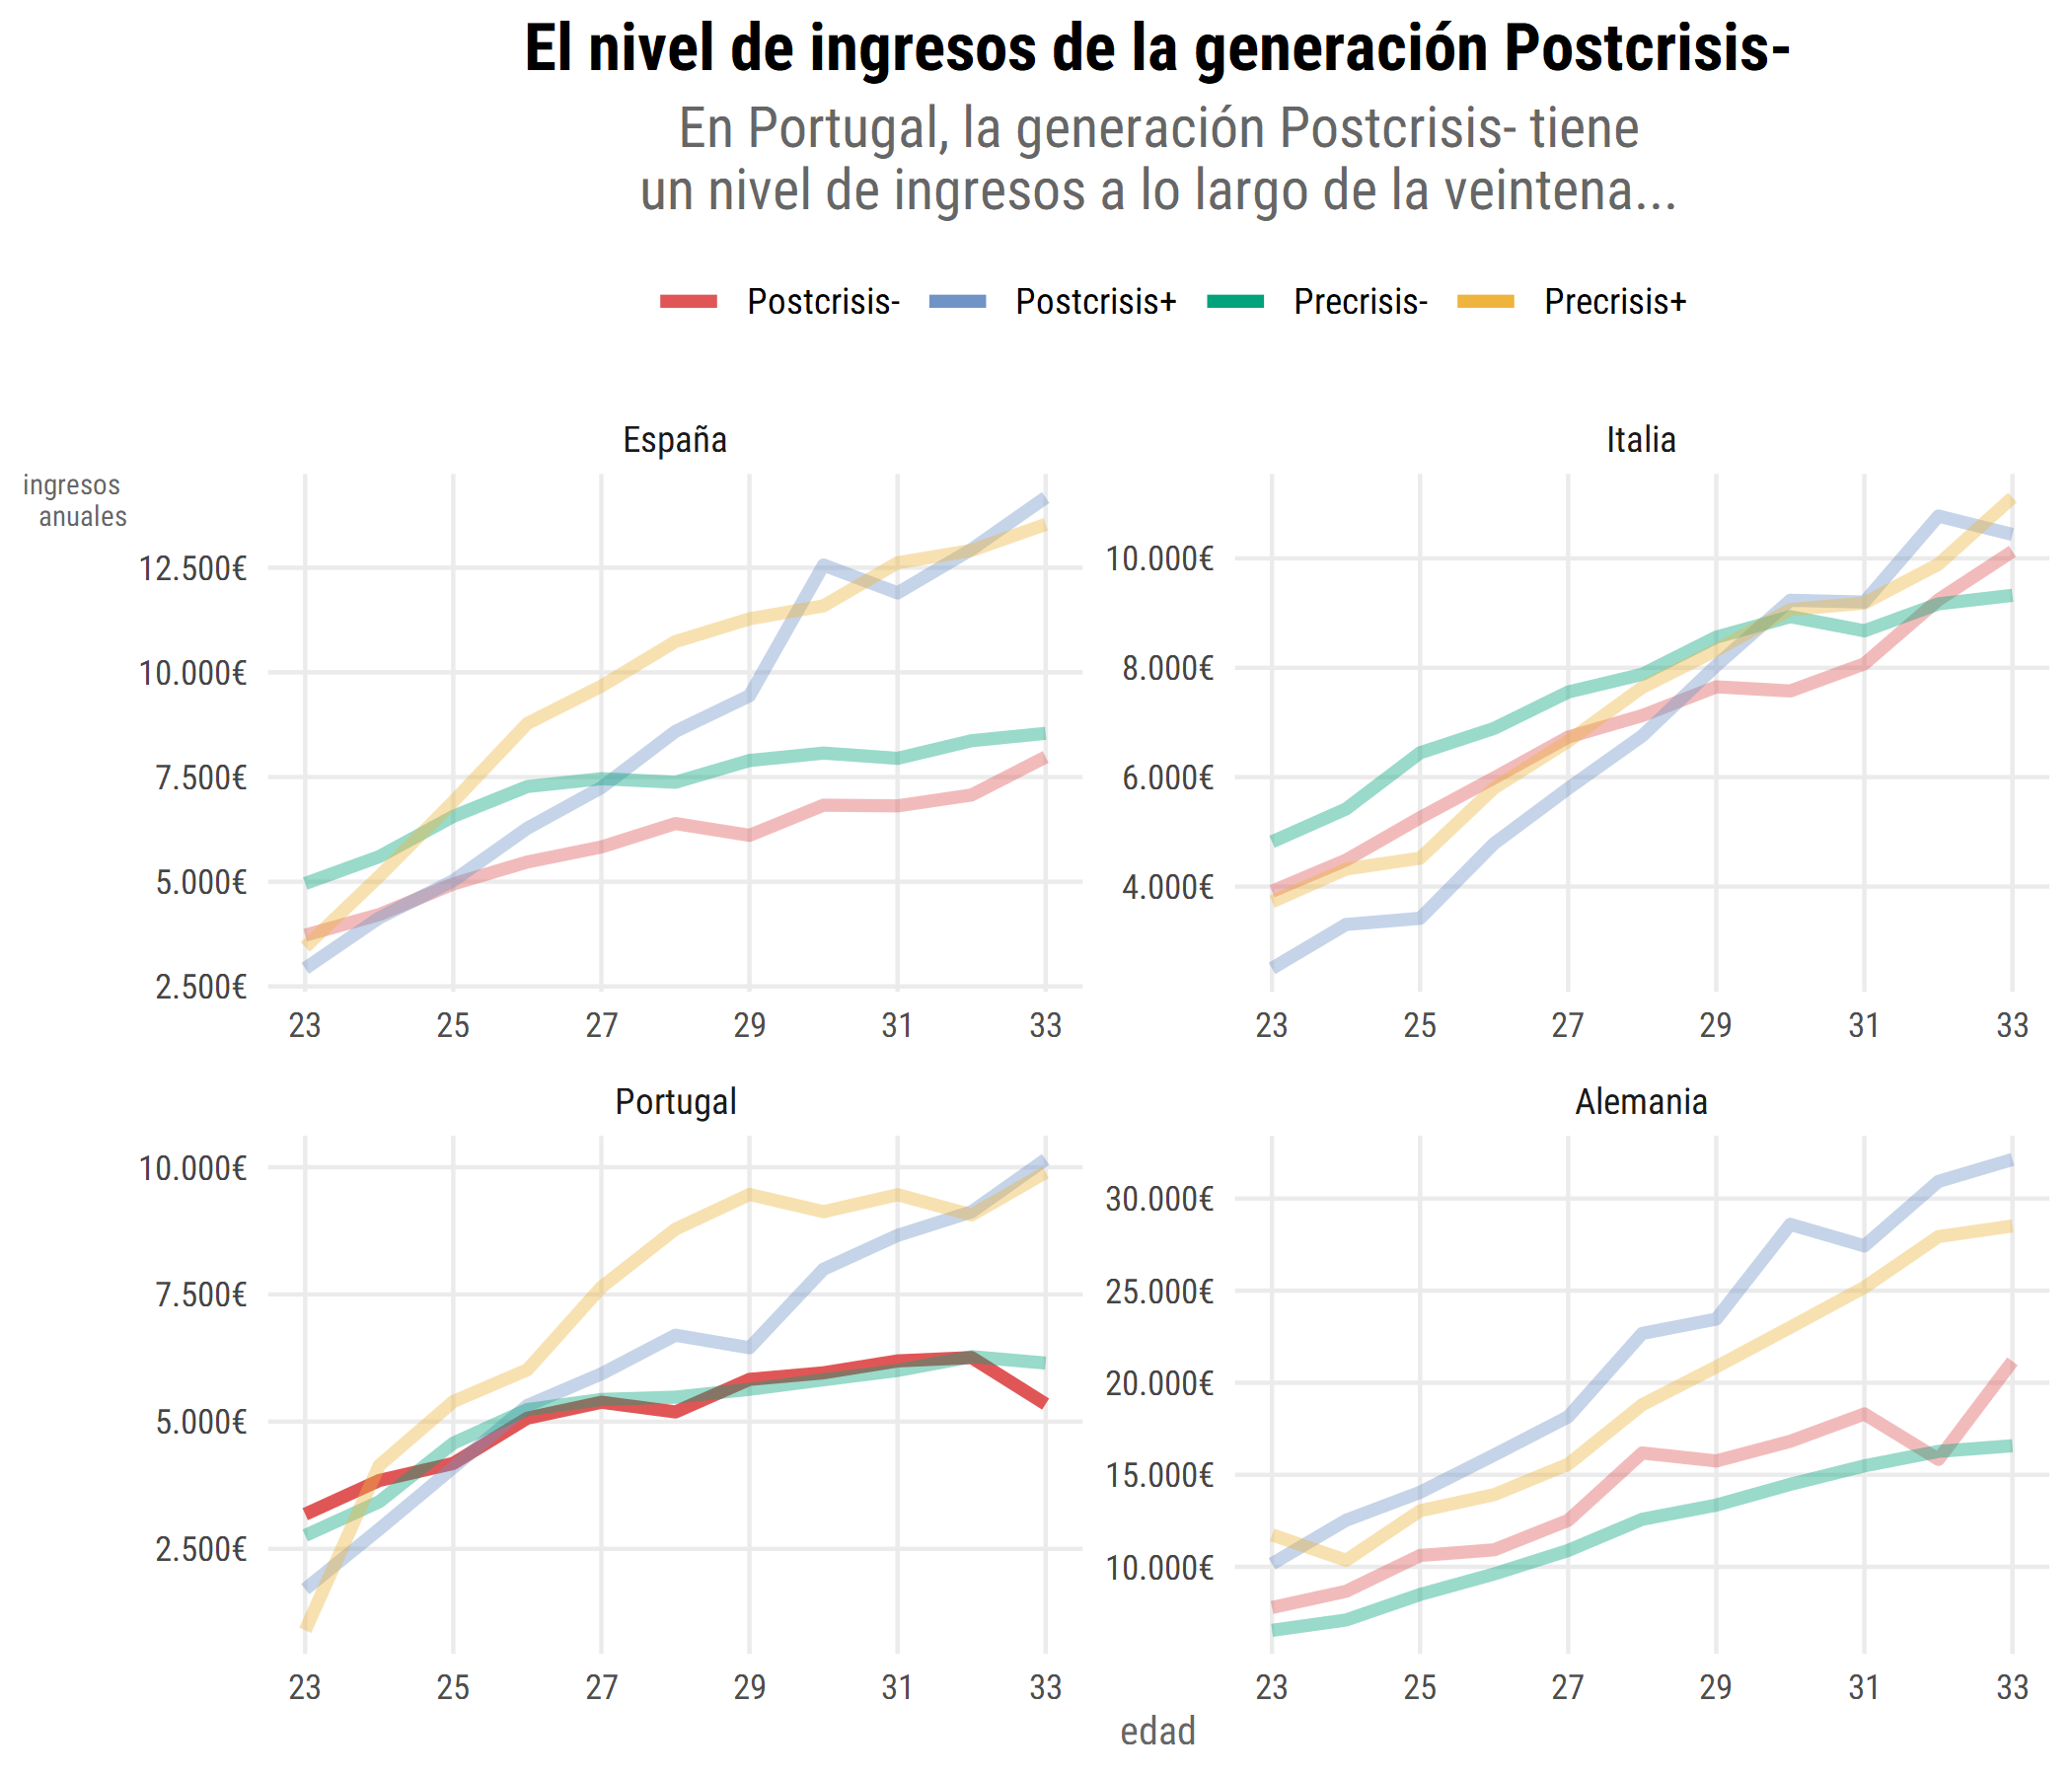 El nivel de ingresos de la generación Postcrisis-
En Portugal, la generación Postcrisis- tiene
un nivel de ingresos a lo largo de la veintena...
Postcrisis- Postcrisis+ Precrisis- Precrisis+
España
ingresos
anuales
12.500€
10.000€
7.500€
5.000€
2.500€
23 25 27 29 31 33
Italia
10.000€
8.000€
6.000€
4.000€
23 25 27 29 31 33
Portugal
10.000€
7.500€
5.000€
2.500€
23 25 27 29 31 33
Alemania
30.000€
25.000€
20.000€
15.000€
10.000€
23 25 27 29 31 33
edad